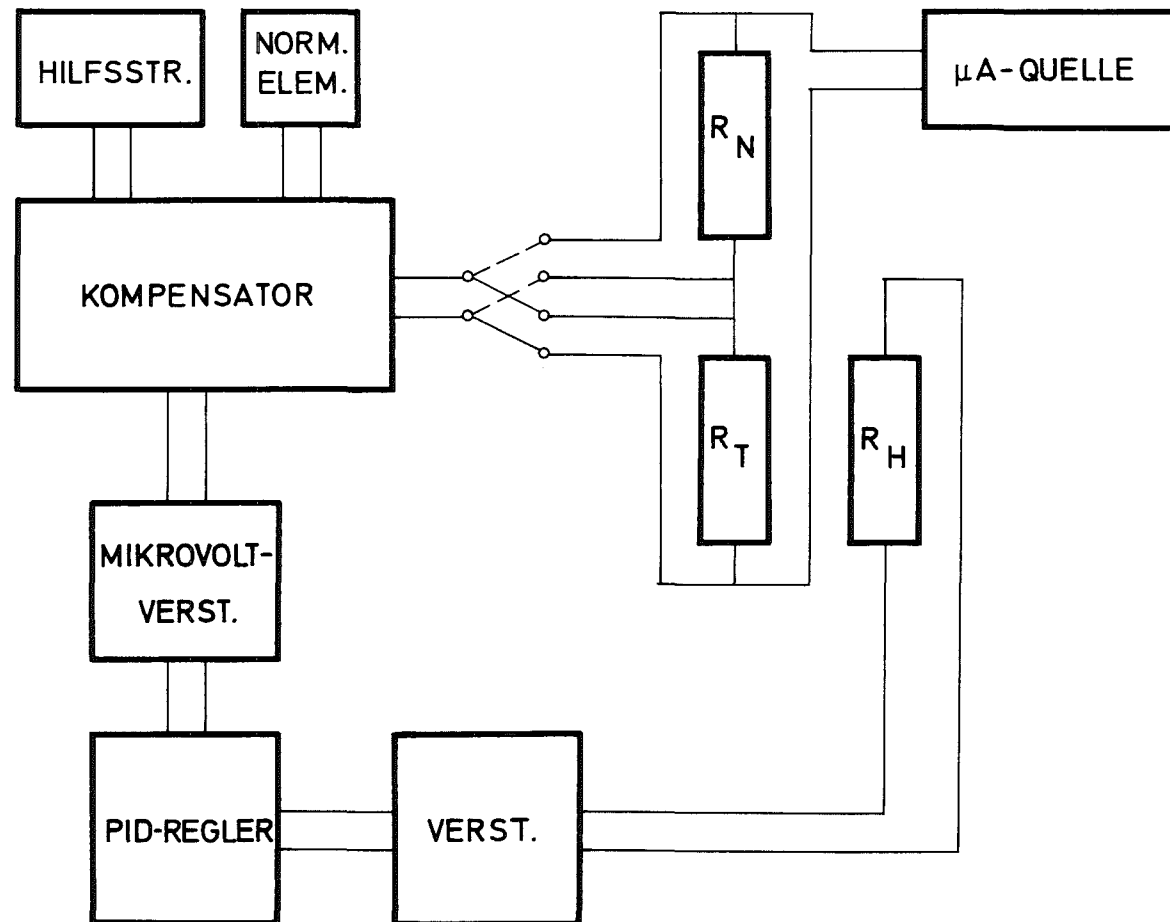 HILFSSTR.
NORM.
ELEM.
µA-QUELLE
R N
KOMPENSATOR
R T
R H
MIKROVOLT-
VERST.
PID-REGLER
VERST.